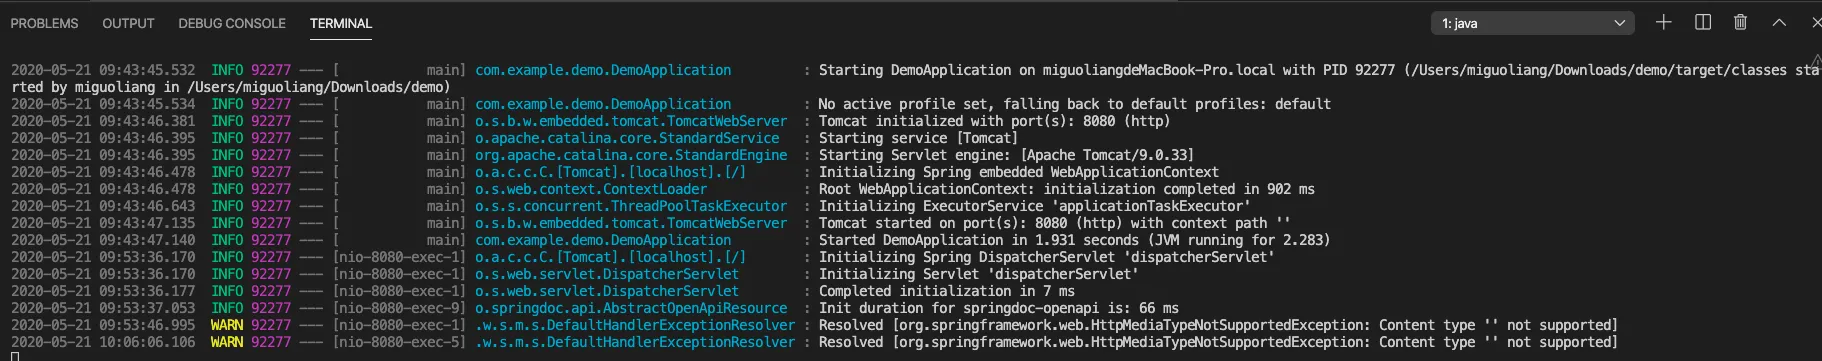 PROBLEMS OUTPUT DEBUG CONSOLE TERMINAL 1: java
2020-05-21 09:43:45.532  INFO 92277 --- [           main] com.example.demo.DemoApplication         : Starting DemoApplication on miguoliangdeMacBook-Pro.local with PID 92277 (/Users/miguoliang/Downloads/demo/target/classes sta
rted by miguoliang in /Users/miguoliang/Downloads/demo)
2020-05-21 09:43:45.534  INFO 92277 --- [           main] com.example.demo.DemoApplication         : No active profile set, falling back to default profiles: default
2020-05-21 09:43:46.381  INFO 92277 --- [           main] o.s.b.w.embedded.tomcat.TomcatWebServer  : Tomcat initialized with port(s): 8080 (http)
2020-05-21 09:43:46.395  INFO 92277 --- [           main] o.apache.catalina.core.StandardService   : Starting service [Tomcat]
2020-05-21 09:43:46.395  INFO 92277 --- [           main] org.apache.catalina.core.StandardEngine  : Starting Servlet engine: [Apache Tomcat/9.0.33]
2020-05-21 09:43:46.478  INFO 92277 --- [           main] o.a.c.c.C.[Tomcat].[localhost].[/]       : Initializing Spring embedded WebApplicationContext
2020-05-21 09:43:46.478  INFO 92277 --- [           main] o.s.web.context.ContextLoader            : Root WebApplicationContext: initialization completed in 902 ms
2020-05-21 09:43:46.643  INFO 92277 --- [           main] o.s.s.concurrent.ThreadPoolTaskExecutor  : Initializing ExecutorService 'applicationTaskExecutor'
2020-05-21 09:43:47.135  INFO 92277 --- [           main] o.s.b.w.embedded.tomcat.TomcatWebServer  : Tomcat started on port(s): 8080 (http) with context path ''
2020-05-21 09:43:47.140  INFO 92277 --- [           main] com.example.demo.DemoApplication         : Started DemoApplication in 1.931 seconds (JVM running for 2.283)
2020-05-21 09:53:36.170  INFO 92277 --- [nio-8080-exec-1] o.a.c.c.C.[Tomcat].[localhost].[/]       : Initializing Spring DispatcherServlet 'dispatcherServlet'
2020-05-21 09:53:36.170  INFO 92277 --- [nio-8080-exec-1] o.s.web.servlet.DispatcherServlet        : Initializing Servlet 'dispatcherServlet'
2020-05-21 09:53:36.177  INFO 92277 --- [nio-8080-exec-1] o.s.web.servlet.DispatcherServlet        : Completed initialization in 7 ms
2020-05-21 09:53:37.053  INFO 92277 --- [nio-8080-exec-9] o.springdoc.api.AbstractOpenApiResource  : Init duration for springdoc-openapi is: 66 ms
2020-05-21 09:53:46.995  WARN 92277 --- [nio-8080-exec-1] .w.s.m.s.DefaultHandlerExceptionResolver : Resolved [org.springframework.web.HttpMediaTypeNotSupportedException: Content type '' not supported]
2020-05-21 10:06:06.106  WARN 92277 --- [nio-8080-exec-5] .w.s.m.s.DefaultHandlerExceptionResolver : Resolved [org.springframework.web.HttpMediaTypeNotSupportedException: Content type '' not supported]